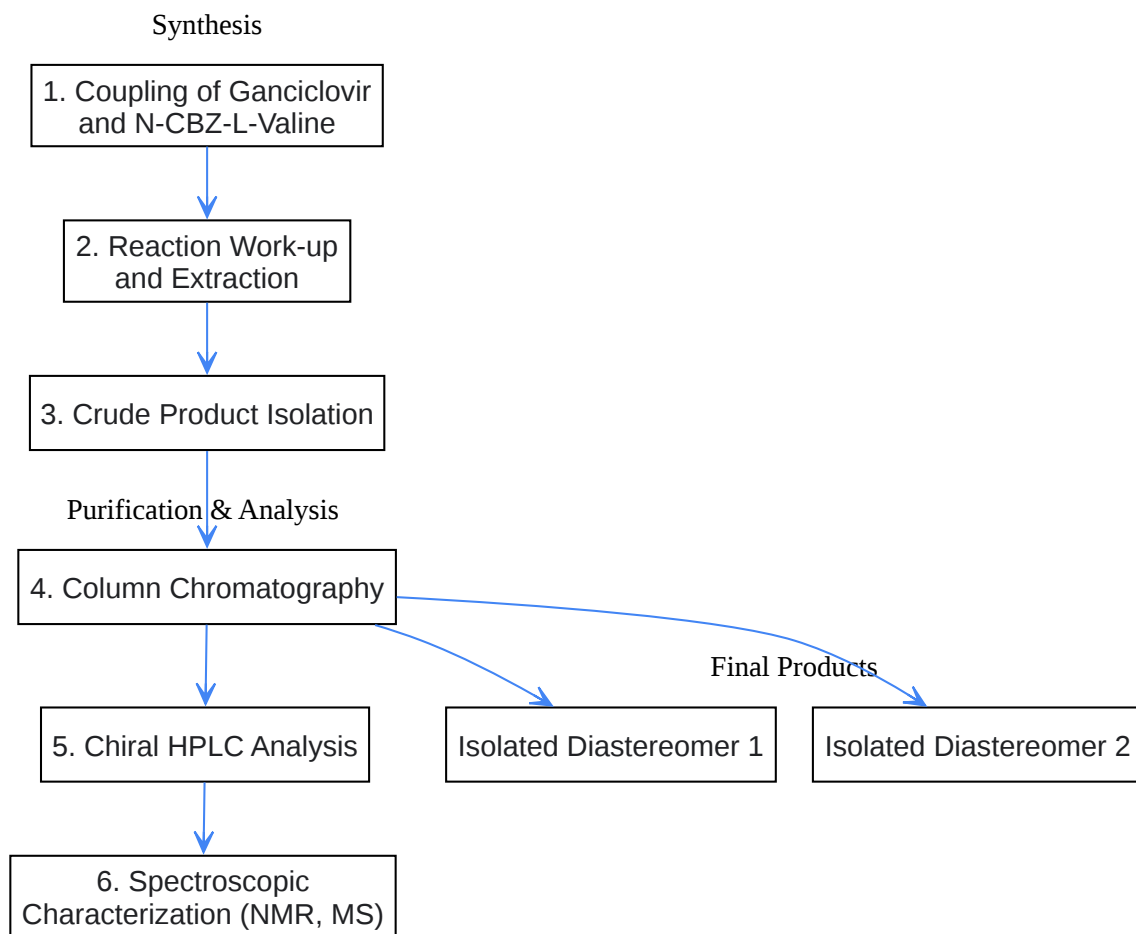 Synthesis
1. Coupling of Ganciclovir
and N-CBZ-L-Valine
2. Reaction Work-up
and Extraction
3. Crude Product Isolation
Purification & Analysis
4. Column Chromatography
Final Products
5. Chiral HPLC Analysis
Isolated Diastereomer 1
Isolated Diastereomer 2
6. Spectroscopic
Characterization (NMR, MS)